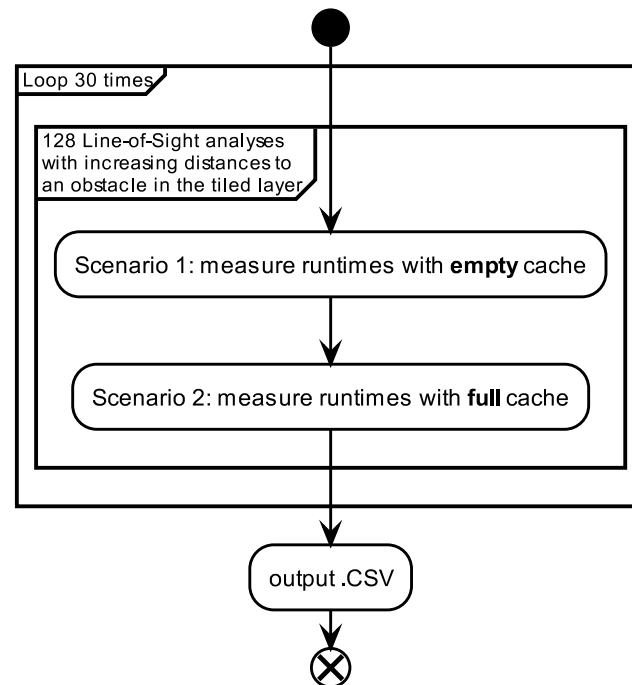 Loop 30 times
128 Line-of-Sight analyses
with increasing distances to
an obstacle in the tiled layer
Scenario 1: measure runtimes with empty cache
Scenario 2: measure runtimes with full cache
output .CSV